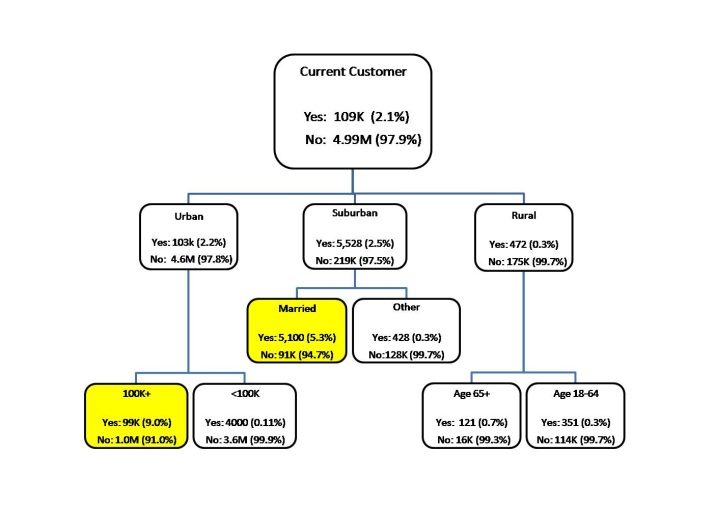 Current Customer
Yes: 109K (2.1%)
No: 4.99M (97.9%)
Urban
Yes: 103k (2.2%)
No: 4.6M (97.8%)
Suburban
Yes: 5,528 (2.5%)
No: 219K (97.5%)
Rural
Yes: 472 (0.3%)
No: 175K (99.7%)
Married
Yes: 5,100 (5.3%)
No: 91K (94.7%)
Other
Yes: 428 (0.3%)
No: 128K (99.7%)
100K+
Yes: 99K (9.0%)
No: 1.0M (91.0%)
<100K
Yes: 4000 (0.11%)
No: 3.6M (99.9%)
Age 65+
Yes: 121 (0.7%)
No: 16K (99.3%)
Age 18-64
Yes: 351 (0.3%)
No: 114K (99.7%)